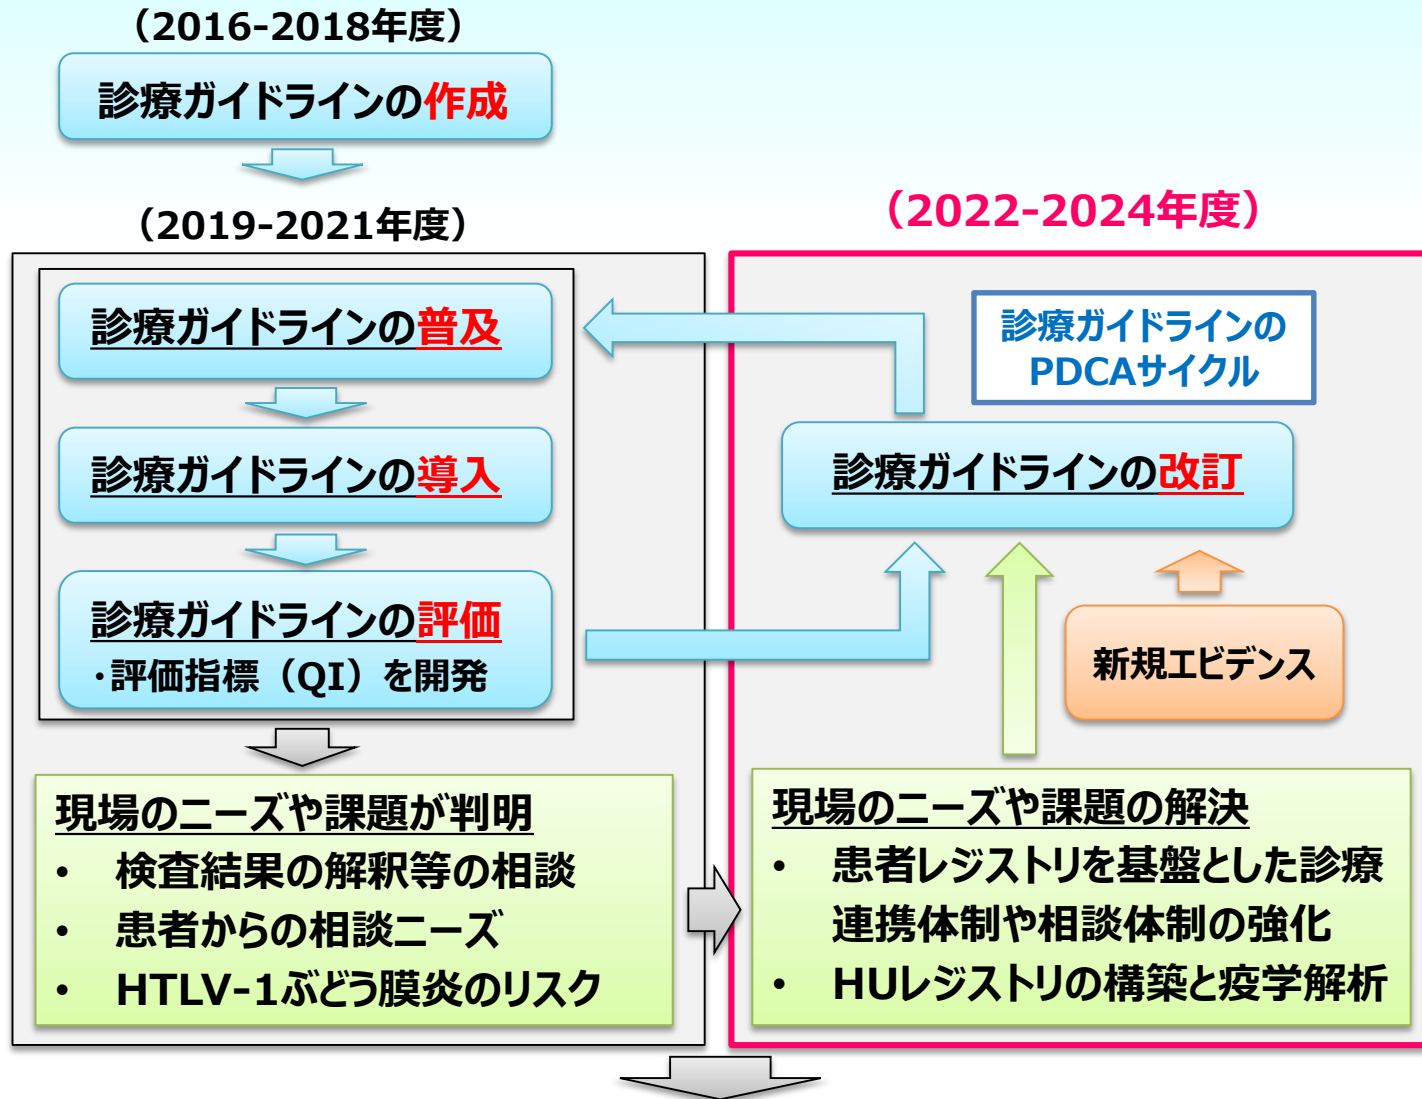 （2016-2018年度）
診療ガイドラインの作成
（2019-2021年度）
診療ガイドラインの普及
診療ガイドラインの導入
診療ガイドラインの評価
・評価指標（QI）を開発
現場のニーズや課題が判明
• 検査結果の解釈等の相談
• 患者からの相談ニーズ
• HTLV-1ぶどう膜炎のリスク
（2022-2024年度）
診療ガイドラインの
PDCAサイクル
診療ガイドラインの改訂
新規エビデンス
現場のニーズや課題の解決
• 患者レジストリを基盤とした診療
連携体制や相談体制の強化
• HUレジストリの構築と疫学解析